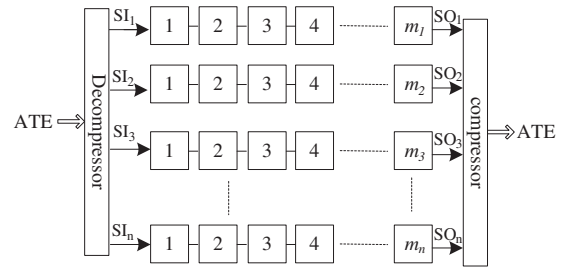 SI₁ 1 2 3 4 m₁ SO₁
SI₂ 1 2 3 4 m₂ SO₂
ATE Decompressor compressor ATE
SI₃ 1 2 3 4 m₃ SO₃
SIₙ 1 2 3 4 mₙ SOₙ